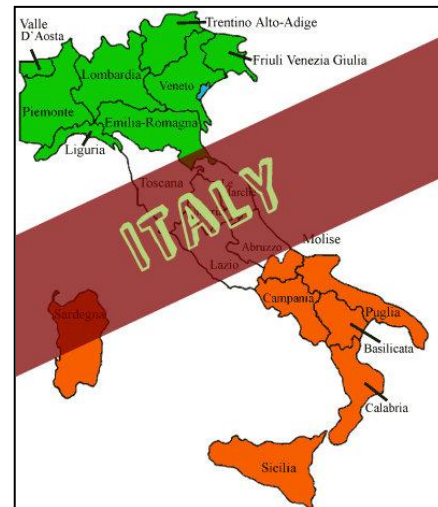 Trentino Alto-Adige
Valle
D`Aosta
Friuli Venezia Giulia
Lombardia
Veneto
Piemonte
Emilia-Romagna
Liguria
Toscana
ITALY
Molise
Abruzzo
Lazio
Campania
Sardegna
Puglia
Basilicata
Calabria
Sicilia